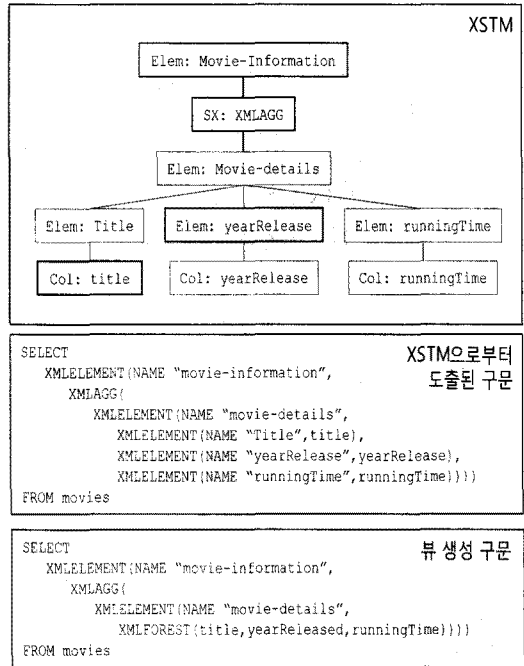 XSTM
Elem: Movie-Information
SX: XMLAGG
Elem: Movie-details
Elem: Title
Elem: yearRelease
Elem: runningTime
Col: title
Col: yearRelease
Col: runningTime
XSTM으로부터
도출된 구문
SELECT
XMLELEMENT(NAME "movie-information",
XMLAGG(
XMLELEMENT(NAME "movie-details",
XMLELEMENT(NAME "Title",title),
XMLELEMENT(NAME "yearRelease",yearRelease),
XMLELEMENT(NAME "runningTime",runningTime))))
FROM movies
뷰 생성 구문
SELECT
XMLELEMENT(NAME "movie-information",
XMLAGG(
XMLELEMENT(NAME "movie-details",
XMLFOREST(title,yearReleased,runningTime))))
FROM movies